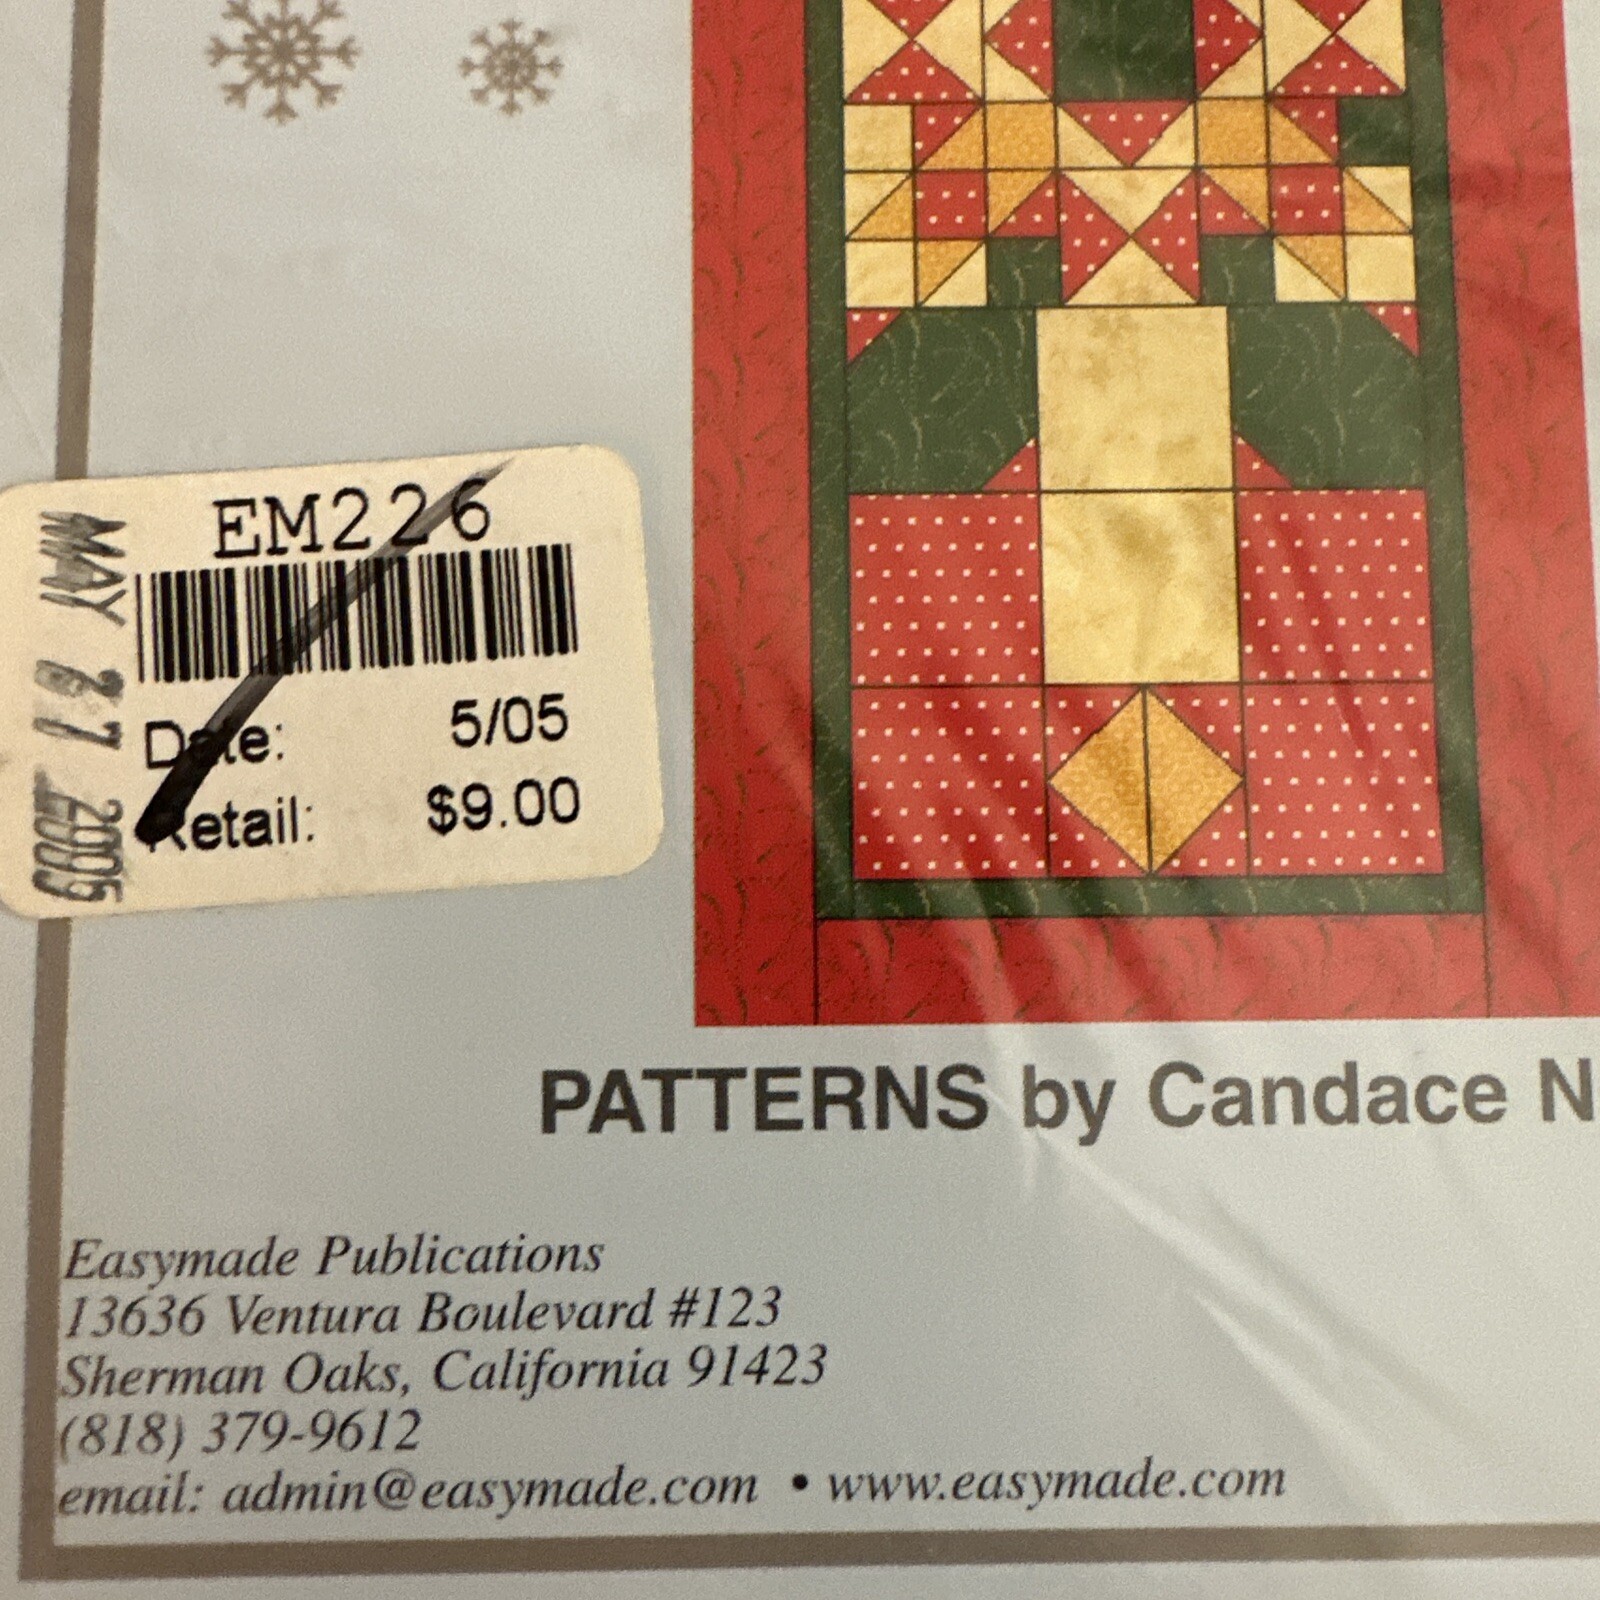 EM226
MAY 27 2005
Date: 5/05
Retail: $9.00
PATTERNS by Candace N
Easymade Publications
13636 Ventura Boulevard #123
Sherman Oaks, California 91423
(818) 379-9612
email: admin@easymade.com • www.easymade.com